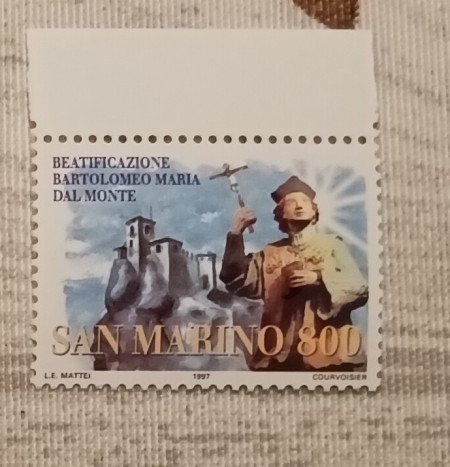 BEATIFICAZIONE
BARTOLOMEO MARIA
DAL MONTE
SAN MARINO 800
L.E. MATTEI 1997 COURVOISIER